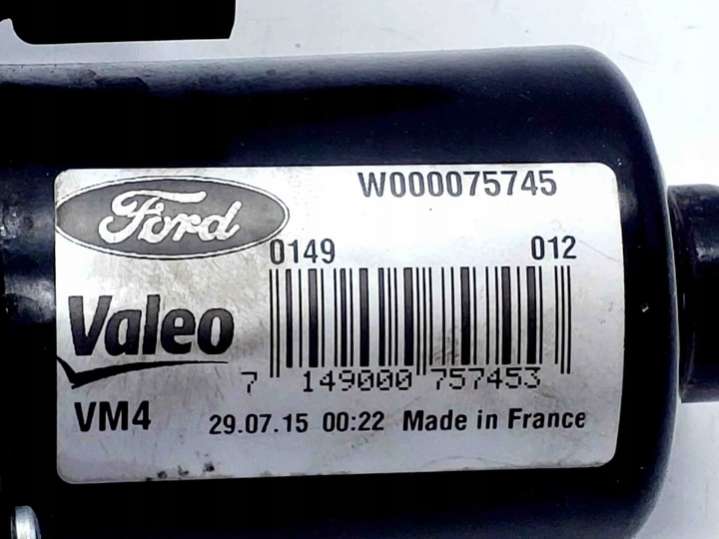 W000075745
Ford
0149 012
Valeo
7 149000 757453
VM4 29.07.15 00:22 Made in France